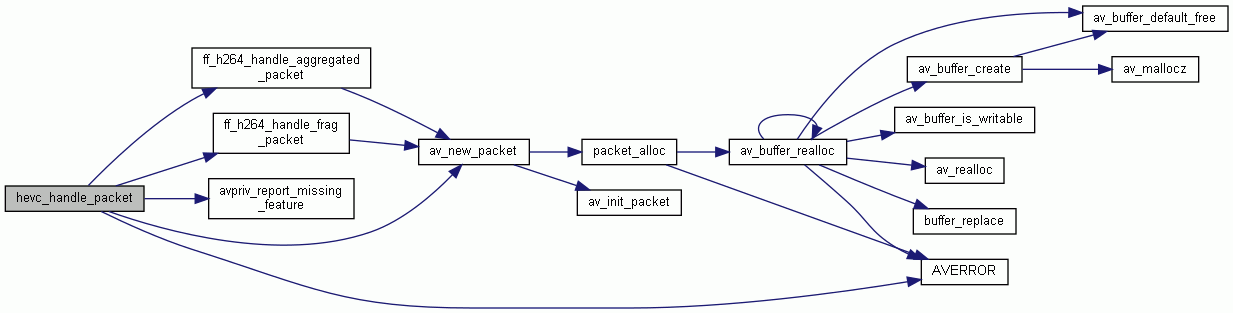 hevc_handle_packet
ff_h264_handle_aggregated
_packet
ff_h264_handle_frag
_packet
avpriv_report_missing
_feature
av_new_packet
packet_alloc
av_init_packet
av_buffer_realloc
av_buffer_default_free
av_buffer_create
av_mallocz
av_buffer_is_writable
av_realloc
buffer_replace
AVERROR